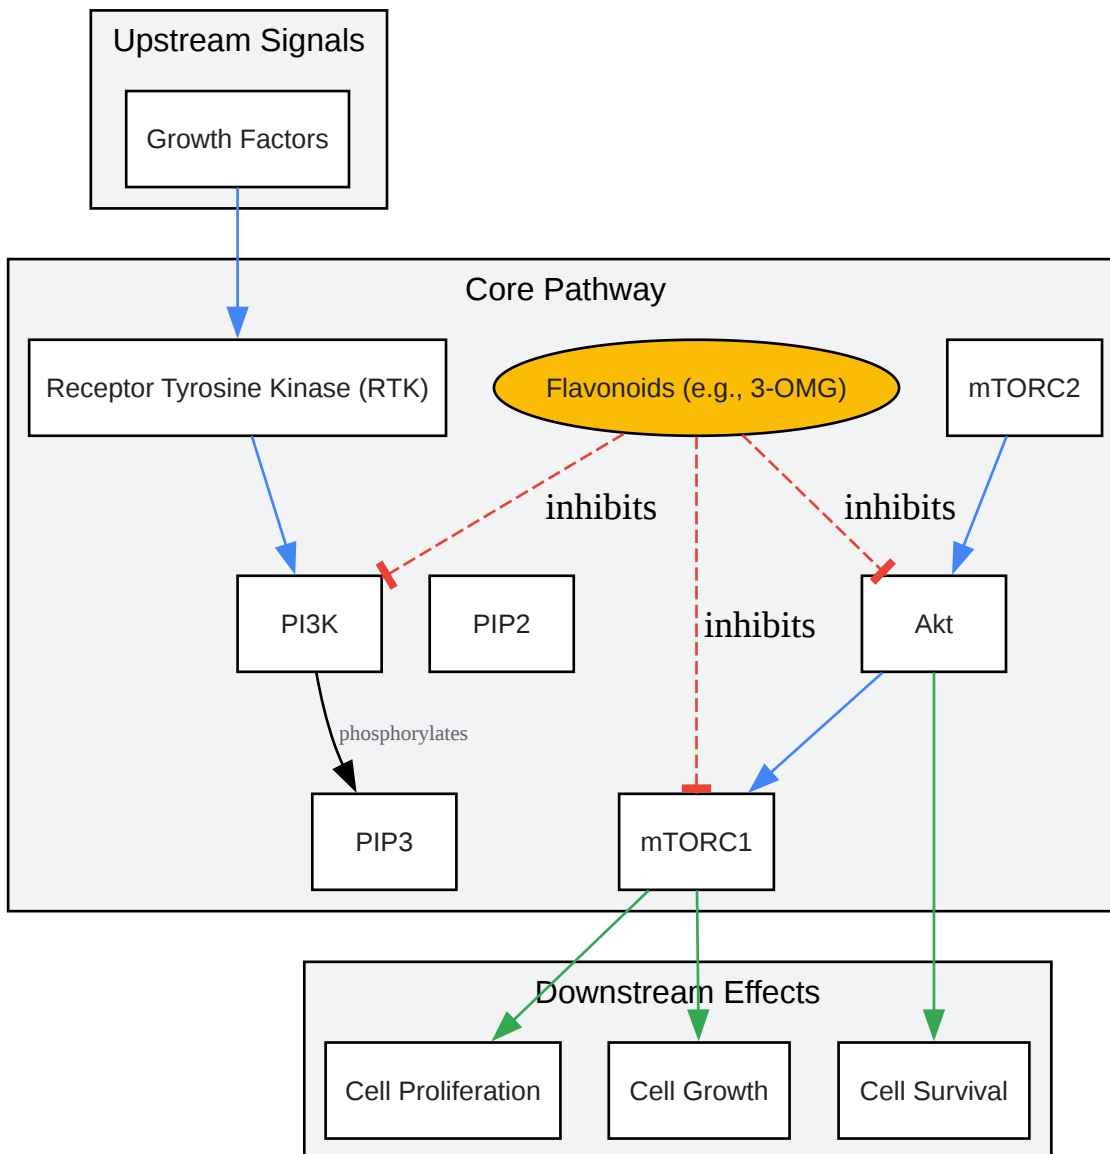 Upstream Signals
Growth Factors
Core Pathway
Receptor Tyrosine Kinase (RTK)
Flavonoids (e.g., 3-OMG)
mTORC2
inhibits
inhibits
PI3K
PIP2
inhibits
Akt
phosphorylates
PIP3
mTORC1
Downstream Effects
Cell Proliferation
Cell Growth
Cell Survival